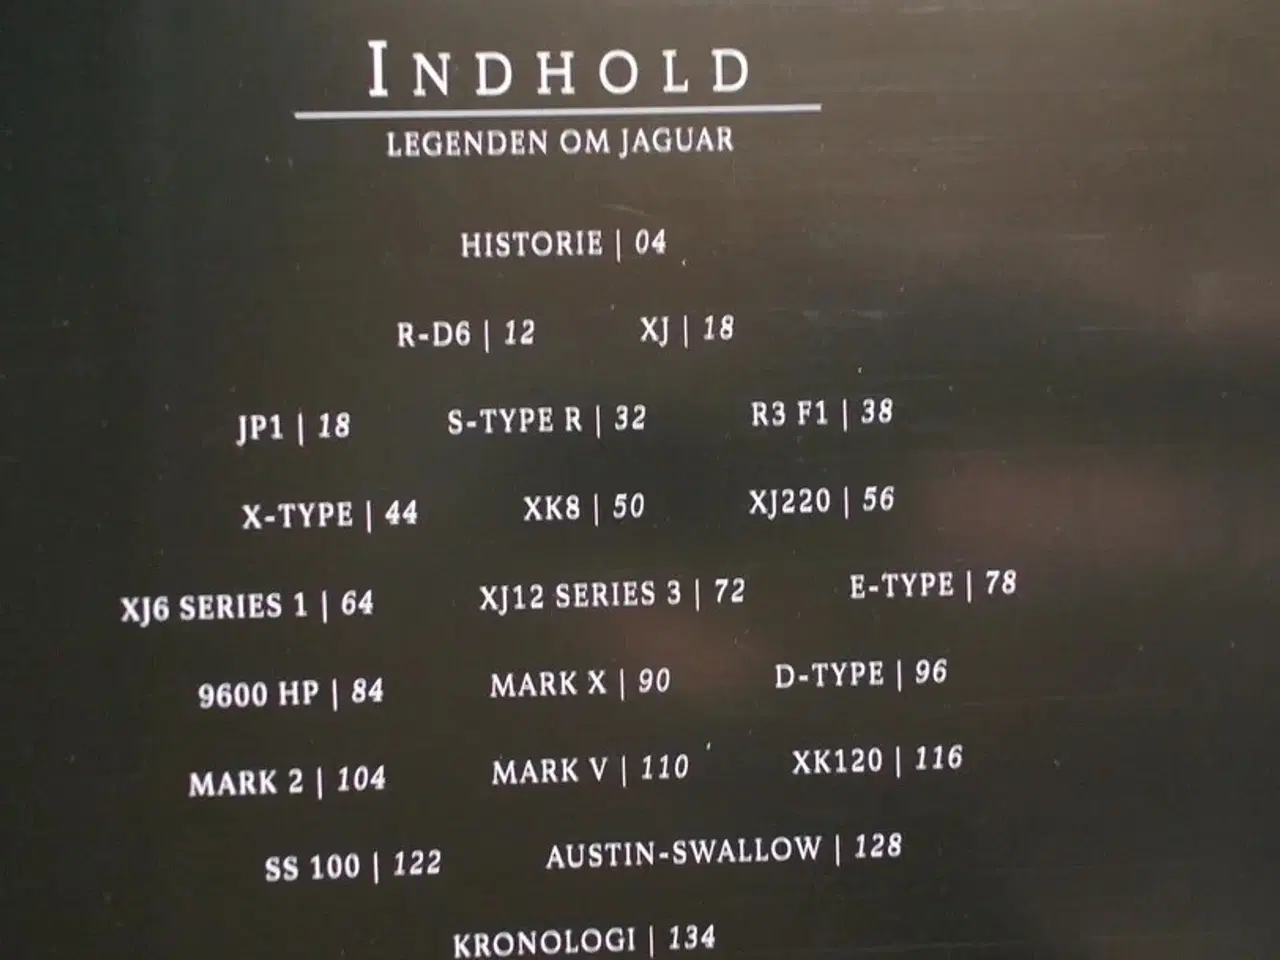 INDHOLD
LEGENDEN OM JAGUAR
HISTORIE | 04
R-D6 | 12 XJ | 18
JP1 | 18 S-TYPE R | 32 R3 F1 | 38
X-TYPE | 44 XK8 | 50 XJ220 | 56
XJ6 SERIES 1 | 64 XJ12 SERIES 3 | 72 E-TYPE | 78
9600 HP | 84 MARK X | 90 D-TYPE | 96
MARK 2 | 104 MARK V | 110 XK120 | 116
SS 100 | 122 AUSTIN-SWALLOW | 128
KRONOLOGI | 134